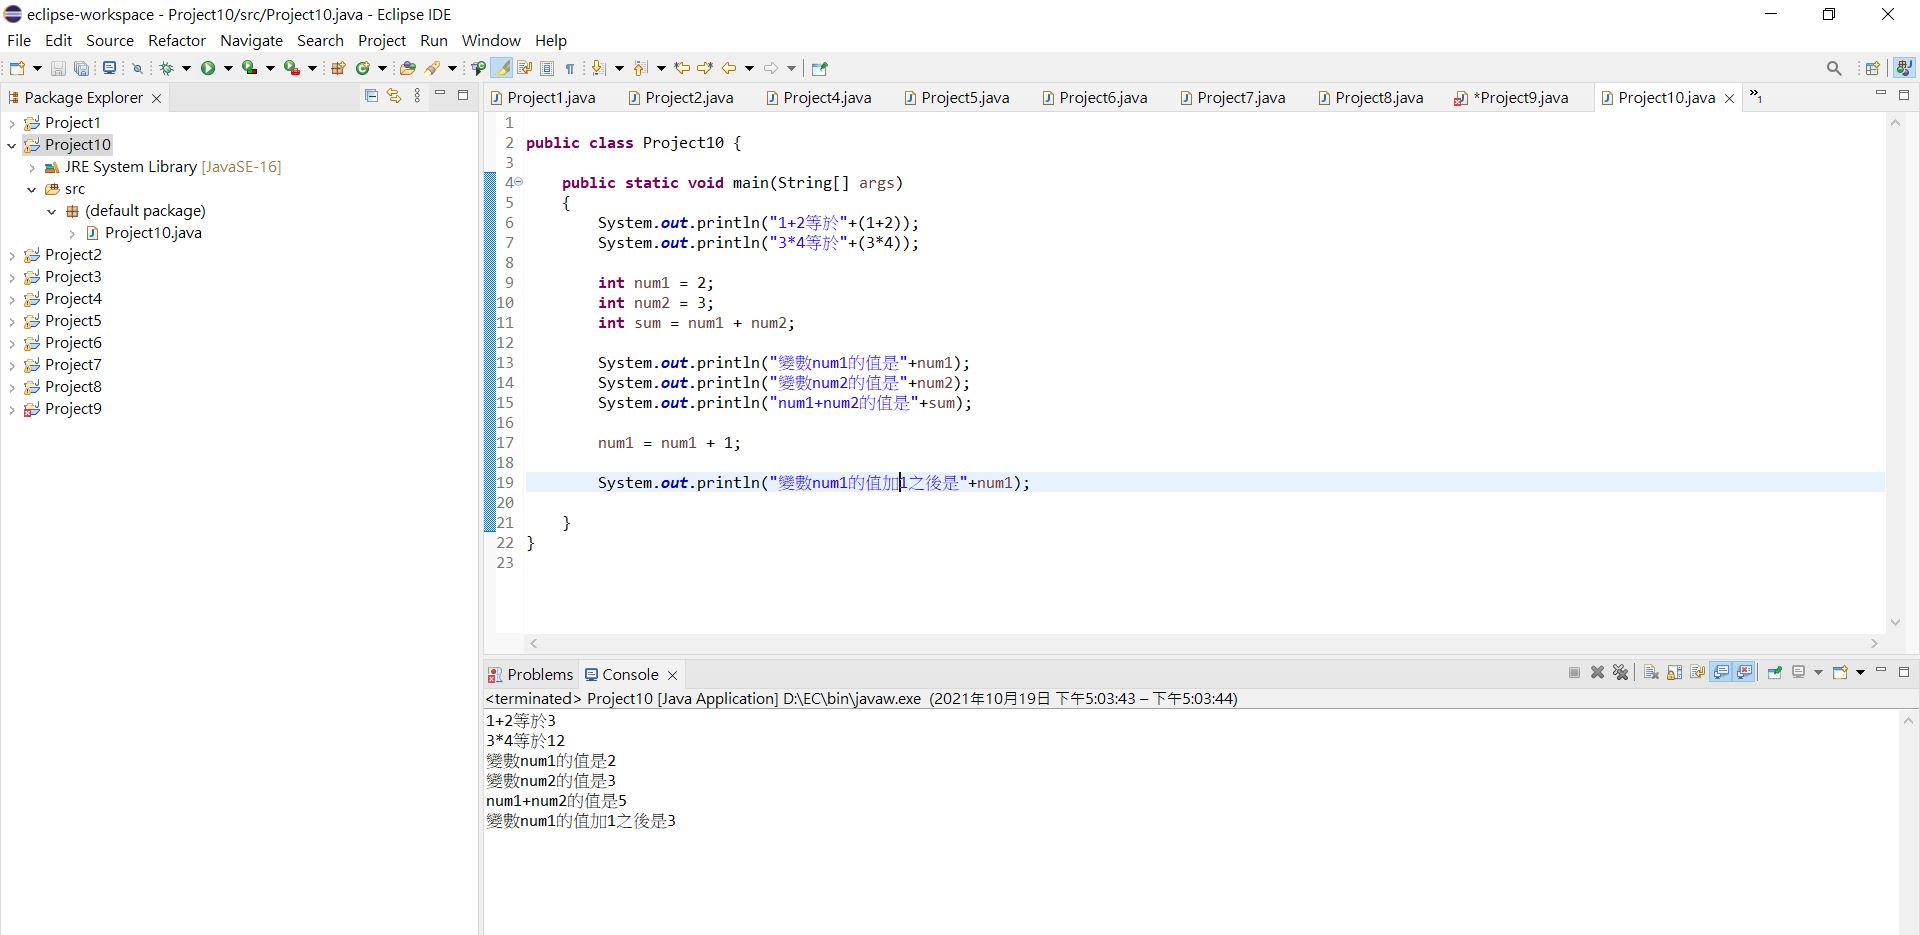 eclipse-workspace - Project10/src/Project10.java - Eclipse IDE
File Edit Source Refactor Navigate Search Project Run Window Help
Package Explorer
Project1
Project10
JRE System Library [JavaSE-16]
src
(default package)
Project10.java
Project2
Project3
Project4
Project5
Project6
Project7
Project8
Project9
Project1.java Project2.java Project4.java Project5.java Project6.java Project7.java Project8.java *Project9.java Project10.java »1
1
2 public class Project10 {
3
4 public static void main(String[] args)
5 {
6 System.out.println("1+2等於"+(1+2));
7 System.out.println("3*4等於"+(3*4));
8
9 int num1 = 2;
10 int num2 = 3;
11 int sum = num1 + num2;
12
13 System.out.println("變數num1的值是"+num1);
14 System.out.println("變數num2的值是"+num2);
15 System.out.println("num1+num2的值是"+sum);
16
17 num1 = num1 + 1;
18
19 System.out.println("變數num1的值加1之後是"+num1);
20
21 }
22 }
23
Problems Console
<terminated> Project10 [Java Application] D:\EC\bin\javaw.exe (2021年10月19日 下午5:03:43 – 下午5:03:44)
1+2等於3
3*4等於12
變數num1的值是2
變數num2的值是3
num1+num2的值是5
變數num1的值加1之後是3